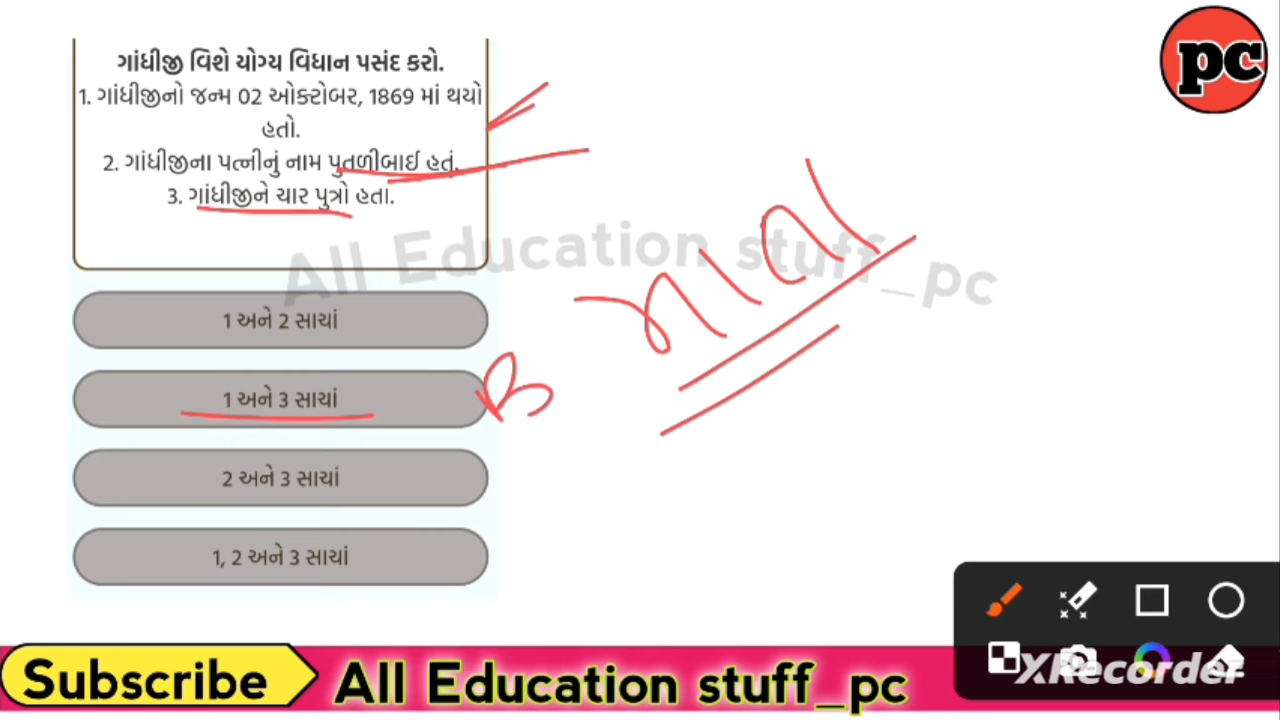 ગાંધીજી વિશે યોગ્ય વિધાન પસંદ કરો.
1. ગાંધીજીનો જન્મ 02 ઓક્ટોબર, 1869 માં થયો
હતો.
2. ગાંધીજીના પત્નીનું નામ પુતળીબાઈ હતું.
3. ગાંધીજીને ચાર પુત્રો હતા.
1 અને 2 સાચાં
1 અને 3 સાચાં
B
2 અને 3 સાચાં
1, 2 અને 3 સાચાં
માતા
All Education stuff_pc
pc
Subscribe All Education stuff_pc
XRecorder